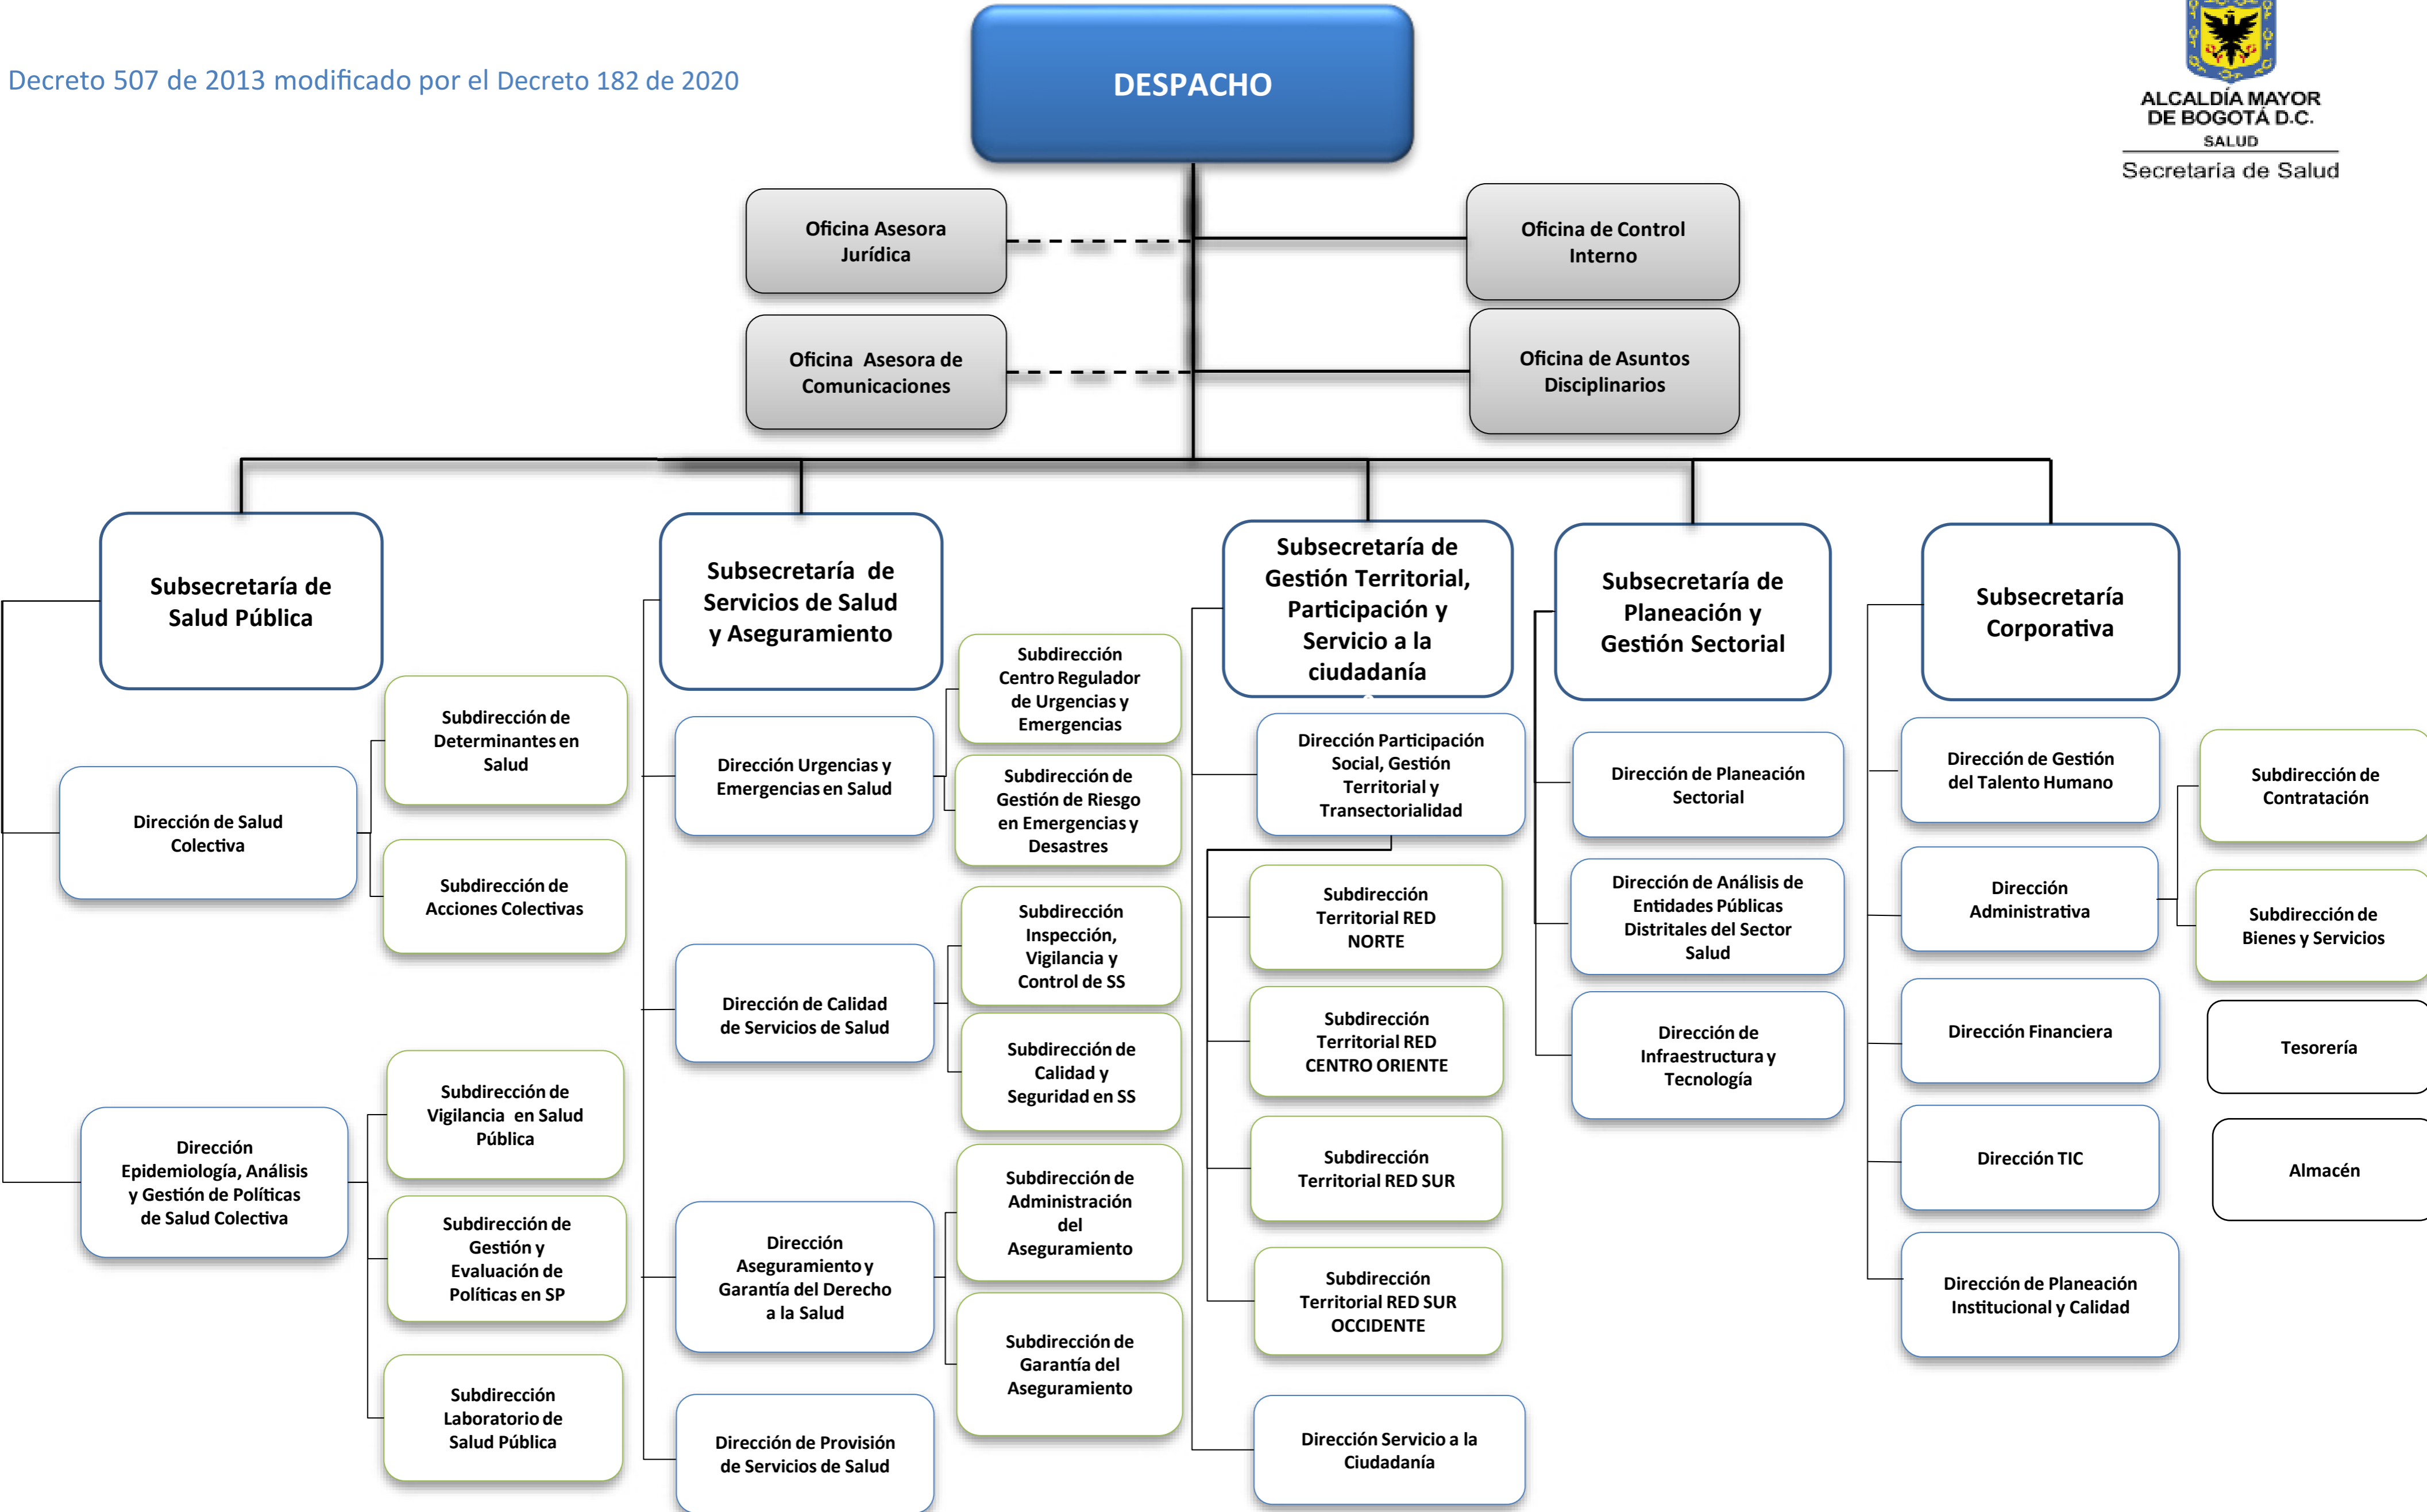 Decreto 507 de 2013 modificado por el Decreto 182 de 2020
DESPACHO
ALCALDÍA MAYOR
DE BOGOTÁ D.C.
SALUD
Secretaría de Salud
Oficina Asesora
Jurídica
Oficina de Control
Interno
Oficina Asesora de
Comunicaciones
Oficina de Asuntos
Disciplinarios
Subsecretaría de
Salud Pública
Dirección de Salud
Colectiva
Subdirección de
Determinantes en
Salud
Subdirección de
Acciones Colectivas
Dirección
Epidemiología, Análisis
y Gestión de Políticas
de Salud Colectiva
Subdirección de
Vigilancia en Salud
Pública
Subdirección de
Gestión y
Evaluación de
Políticas en SP
Subdirección
Laboratorio de
Salud Pública
Subsecretaría de
Servicios de Salud
y Aseguramiento
Dirección Urgencias y
Emergencias en Salud
Subdirección
Centro Regulador
de Urgencias y
Emergencias
Subdirección de
Gestión de Riesgo
en Emergencias y
Desastres
Dirección de Calidad
de Servicios de Salud
Subdirección
Inspección,
Vigilancia y
Control de SS
Subdirección de
Calidad y
Seguridad en SS
Dirección
Aseguramiento y
Garantía del Derecho
a la Salud
Subdirección de
Administración
del
Aseguramiento
Subdirección de
Garantía del
Aseguramiento
Dirección de Provisión
de Servicios de Salud
Subsecretaría de
Gestión Territorial,
Participación y
Servicio a la
ciudadanía
Dirección Participación
Social, Gestión
Territorial y
Transectorialidad
Subdirección
Territorial RED
NORTE
Subdirección
Territorial RED
CENTRO ORIENTE
Subdirección
Territorial RED SUR
Subdirección
Territorial RED SUR
OCCIDENTE
Dirección Servicio a la
Ciudadanía
Subsecretaría de
Planeación y
Gestión Sectorial
Dirección de Planeación
Sectorial
Dirección de Análisis de
Entidades Públicas
Distritales del Sector
Salud
Dirección de
Infraestructura y
Tecnología
Subsecretaría
Corporativa
Dirección de Gestión
del Talento Humano
Dirección
Administrativa
Subdirección de
Contratación
Subdirección de
Bienes y Servicios
Dirección Financiera
Tesorería
Dirección TIC
Almacén
Dirección de Planeación
Institucional y Calidad